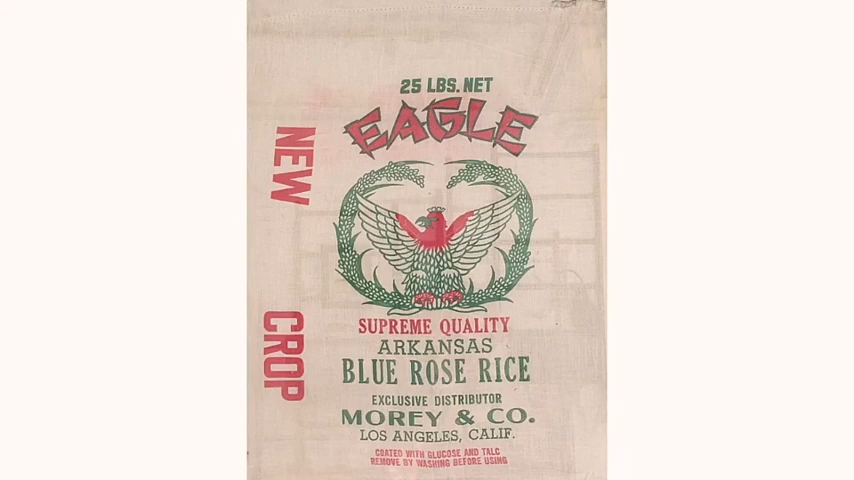 25 LBS. NET
EAGLE
NEW
CROP
SUPREME QUALITY
ARKANSAS
BLUE ROSE RICE
EXCLUSIVE DISTRIBUTOR
MOREY & CO.
LOS ANGELES, CALIF.
COATED WITH GLUCOSE AND TALC
REMOVE BY WASHING BEFORE USING